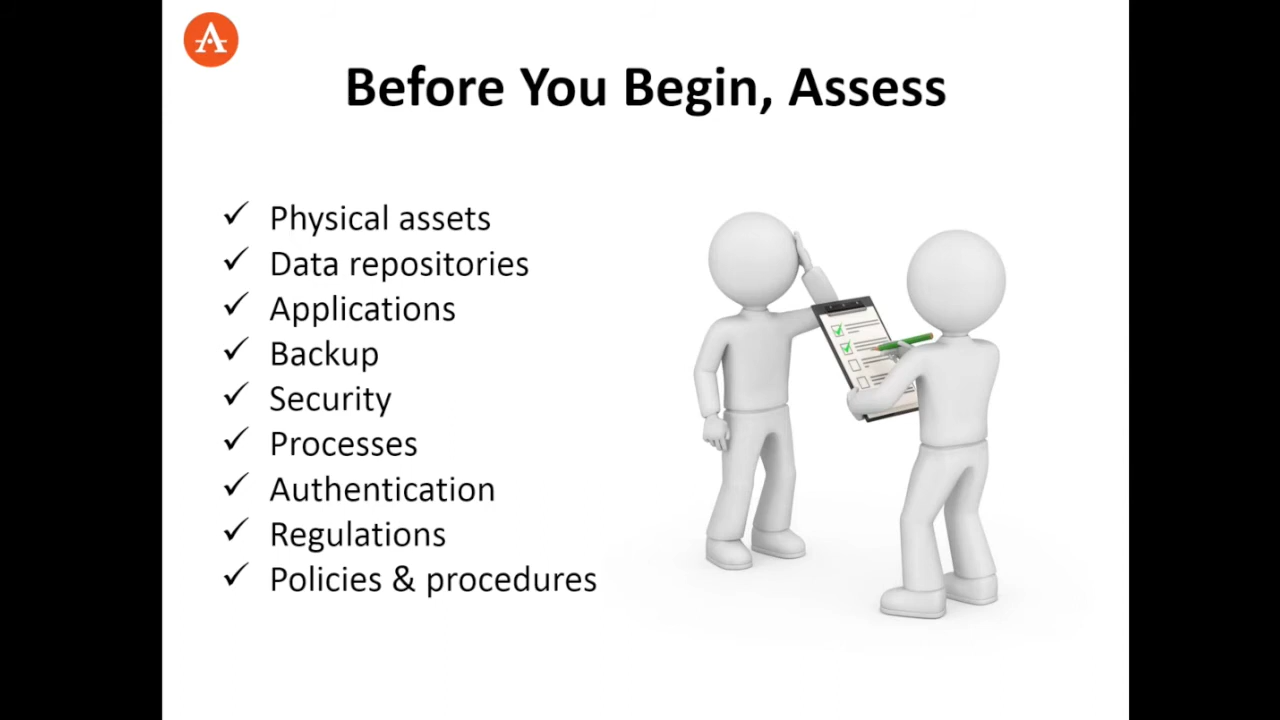 Before You Begin, Assess
✓ Physical assets
✓ Data repositories
✓ Applications
✓ Backup
✓ Security
✓ Processes
✓ Authentication
✓ Regulations
✓ Policies & procedures